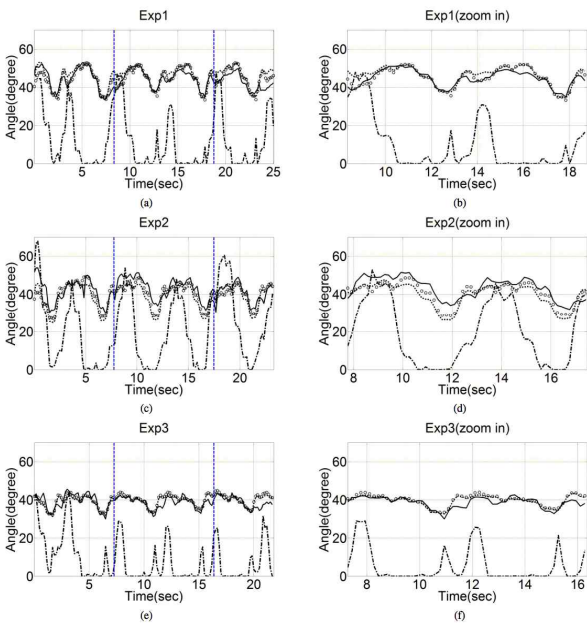 Exp1
Exp1(zoom in)
Angle(degree)
60
40
20
0
0 5 10 15 20 25
Time(sec)
(a)
Angle(degree)
60
40
20
0
8 10 12 14 16 18
Time(sec)
(b)
Exp2
Exp2(zoom in)
Angle(degree)
60
40
20
0
5 10 15 20
Time(sec)
(c)
Angle(degree)
60
40
20
0
8 10 12 14 16
Time(sec)
(d)
Exp3
Exp3(zoom in)
Angle(degree)
60
40
20
0
5 10 15 20
Time(sec)
(e)
Angle(degree)
60
40
20
0
8 10 12 14 16
Time(sec)
(f)